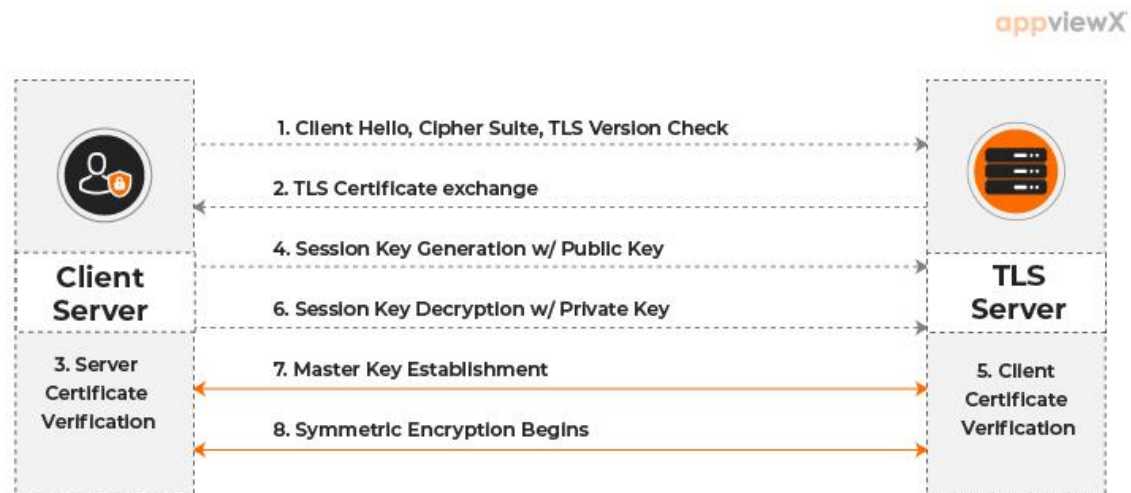 appviewX
1. Client Hello, Cipher Suite, TLS Version Check
2. TLS Certificate exchange
4. Session Key Generation w/ Public Key
Client
Server
TLS
Server
6. Session Key Decryption w/ Private Key
3. Server
Certificate
Verification
7. Master Key Establishment
5. Client
Certificate
Verification
8. Symmetric Encryption Begins